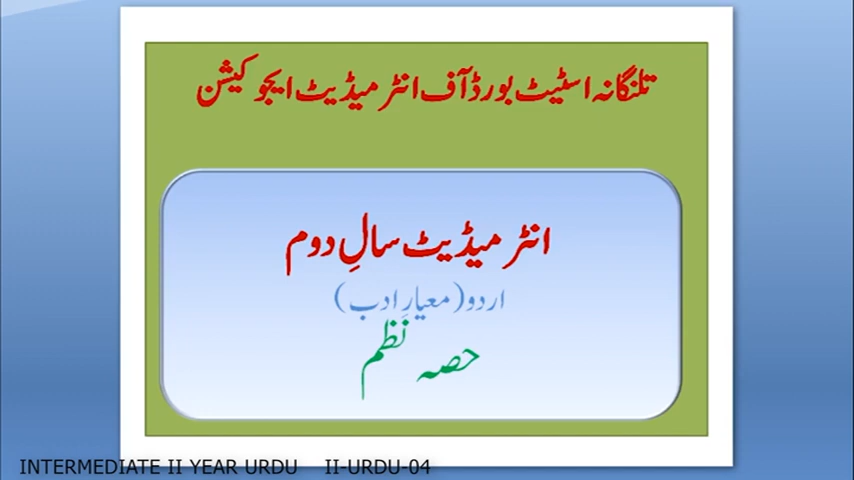 تلنگانہ اسٹیٹ بورڈ آف انٹر میڈیٹ ایجوکیشن
انٹر میڈیٹ سالِ دوم
اردو (معیارِ ادب)
حصہ نظم
INTERMEDIATE II YEAR URDU II-URDU-04